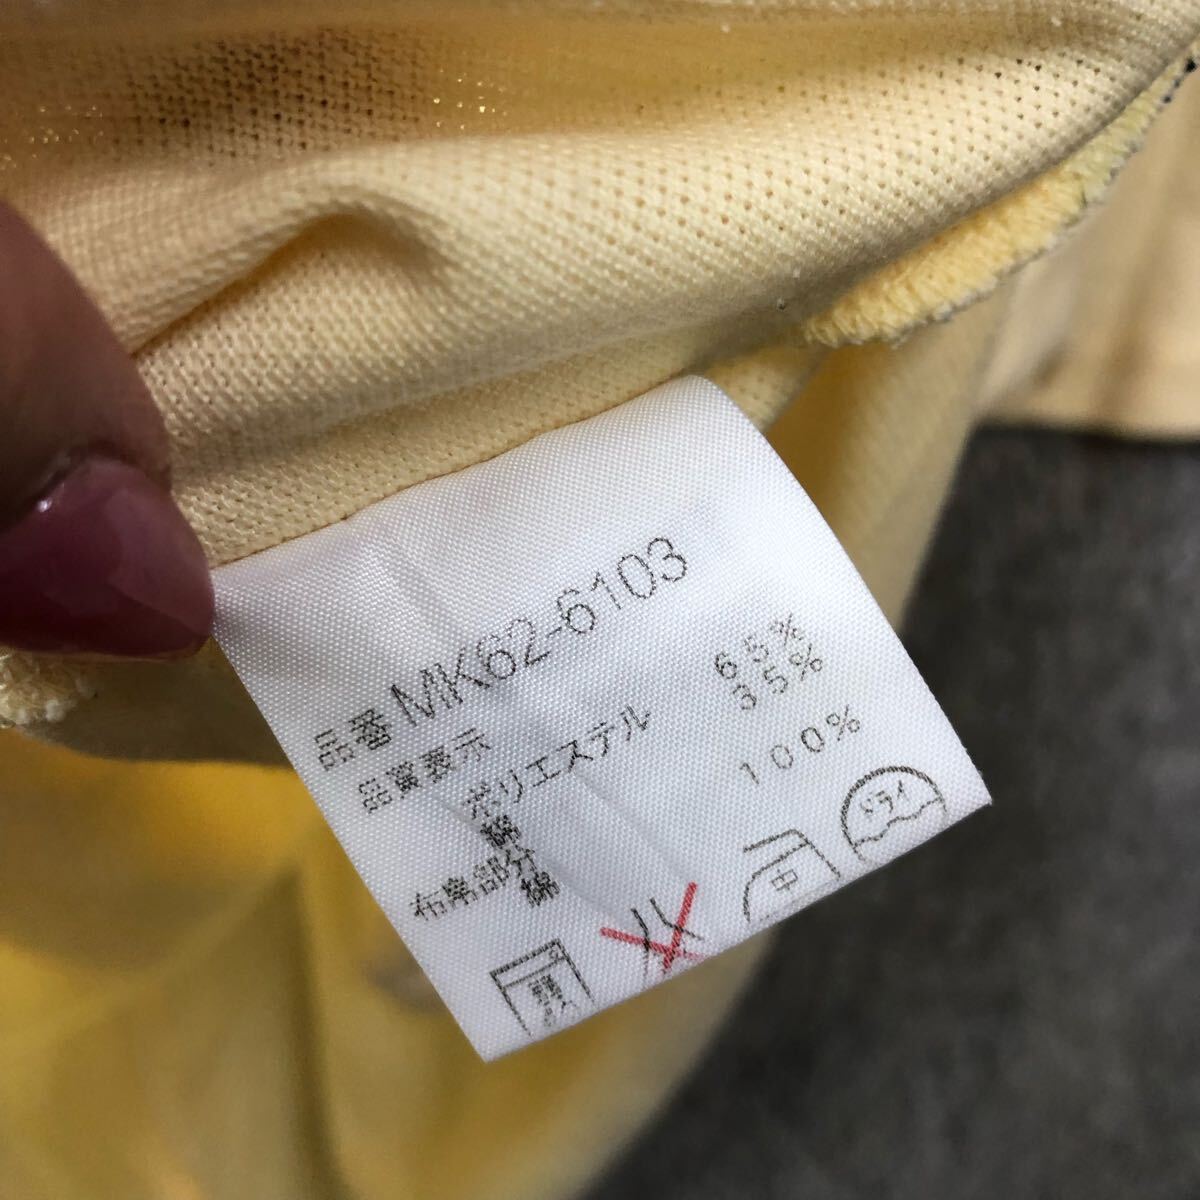 品番 MK62-6103
品質表示
ポリエステル 65%
綿 35%
布帛部分
綿 100%
中
ドライ